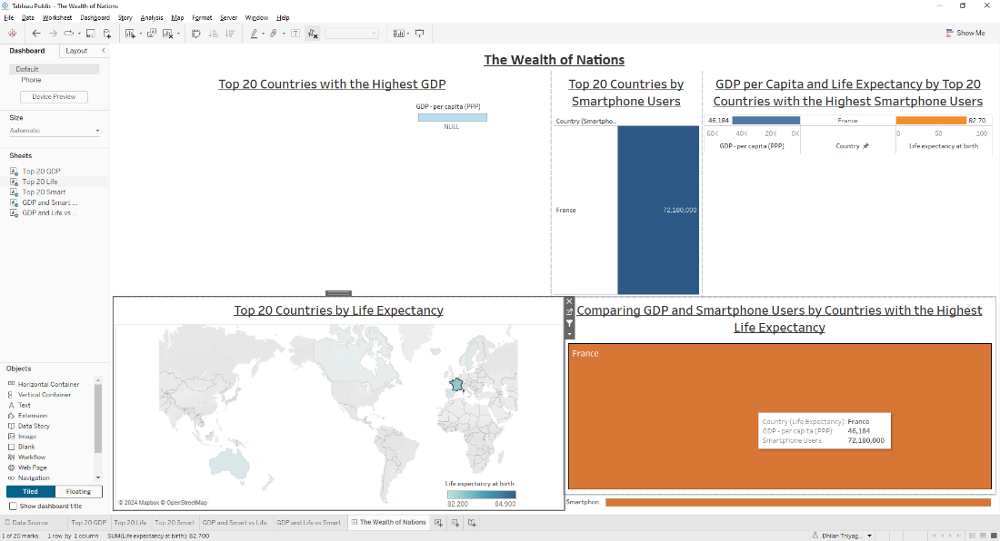 Tableau Public - The Wealth of Nations
File Data Worksheet Dashboard Story Analysis Map Format Server Window Help
Show Me
Dashboard Layout
Default
Phone
Device Preview
Size
Automatic
Sheets
Top 20 GDP
Top 20 Life
Top 20 Smart
GDP and Smart ...
GDP and Life vs ...
Objects
Horizontal Container
Vertical Container
Text
Extension
Data Story
Image
Blank
Workflow
Web Page
Navigation
Tiled Floating
Show dashboard title
The Wealth of Nations
Top 20 Countries with the Highest GDP
GDP - per capita (PPP)
NULL
Top 20 Countries by
Smartphone Users
Country (Smartpho..
France
72,180,000
GDP per Capita and Life Expectancy by Top 20
Countries with the Highest Smartphone Users
46,184 France 82.70
60K 40K 20K 0K 0 50 100
GDP - per capita (PPP) Country Life expectancy at birth
Top 20 Countries by Life Expectancy
Life expectancy at birth
82.200 84.900
© 2024 Mapbox © OpenStreetMap
Comparing GDP and Smartphone Users by Countries with the Highest
Life Expectancy
France
Country (Life Expectancy): France
GDP - per capita (PPP): 46,184
Smartphone Users: 72,180,000
Smartphon..
Data Source Top 20 GDP Top 20 Life Top 20 Smart GDP and Smart vs Life GDP and Life vs Smart The Wealth of Nations
1 of 20 marks 1 row by 1 column SUM(Life expectancy at birth): 82.700
Dhilan Thiyag...